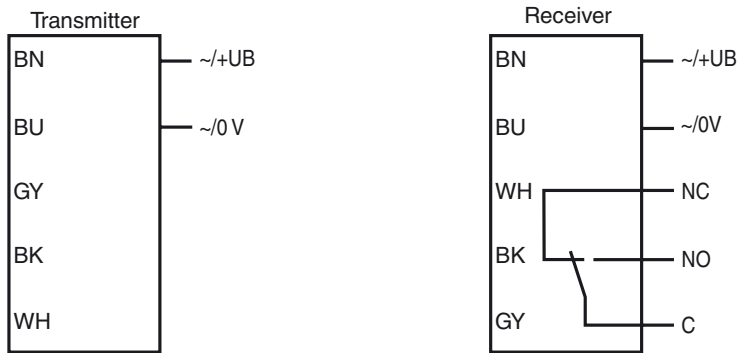 Transmitter
BN ~/+UB
BU ~/0 V
GY
BK
WH
Receiver
BN ~/+UB
BU ~/0V
WH NC
BK NO
GY C